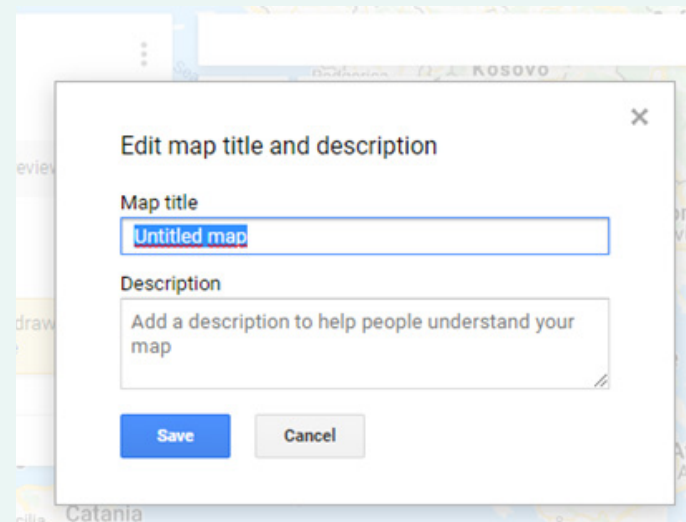 Kosovo
Edit map title and description
Map title
Untitled map
Description
Add a description to help people understand your
map
Save
Cancel
draw
Catania